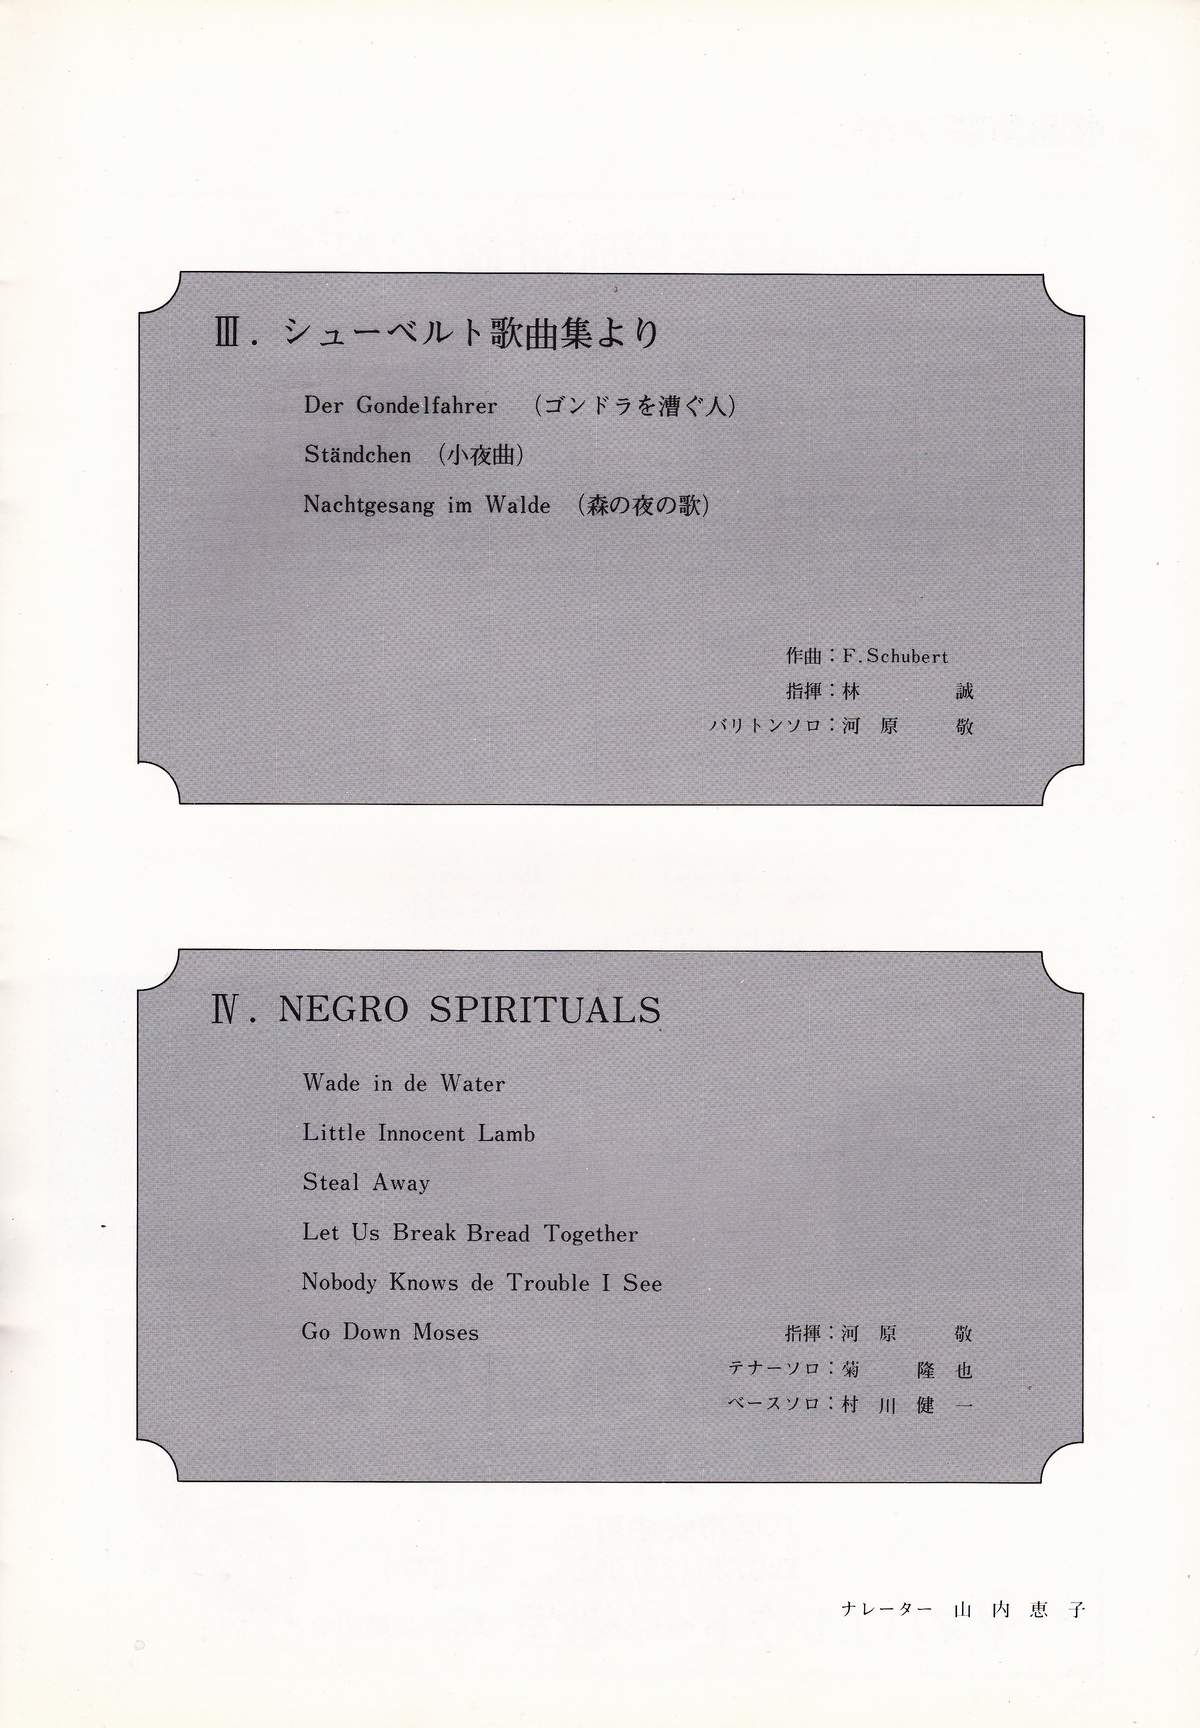 Ⅲ. シューベルト歌曲集より
Der Gondelfahrer （ゴンドラを漕ぐ人）
Ständchen （小夜曲）
Nachtgesang im Walde （森の夜の歌）
作曲：F.Schubert
指揮：林 誠
バリトンソロ：河原 敬
Ⅳ. NEGRO SPIRITUALS
Wade in de Water
Little Innocent Lamb
Steal Away
Let Us Break Bread Together
Nobody Knows de Trouble I See
Go Down Moses
指揮：河原 敬
テナーソロ：菊 隆也
ベースソロ：村川健一
ナレーター 山内恵子